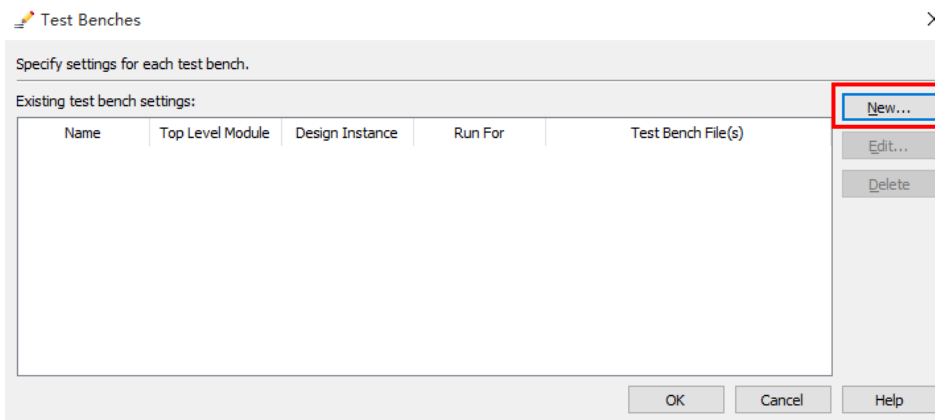 Test Benches
Specify settings for each test bench.
Existing test bench settings:
New...
Name Top Level Module Design Instance Run For Test Bench File(s)
Edit...
Delete
OK Cancel Help